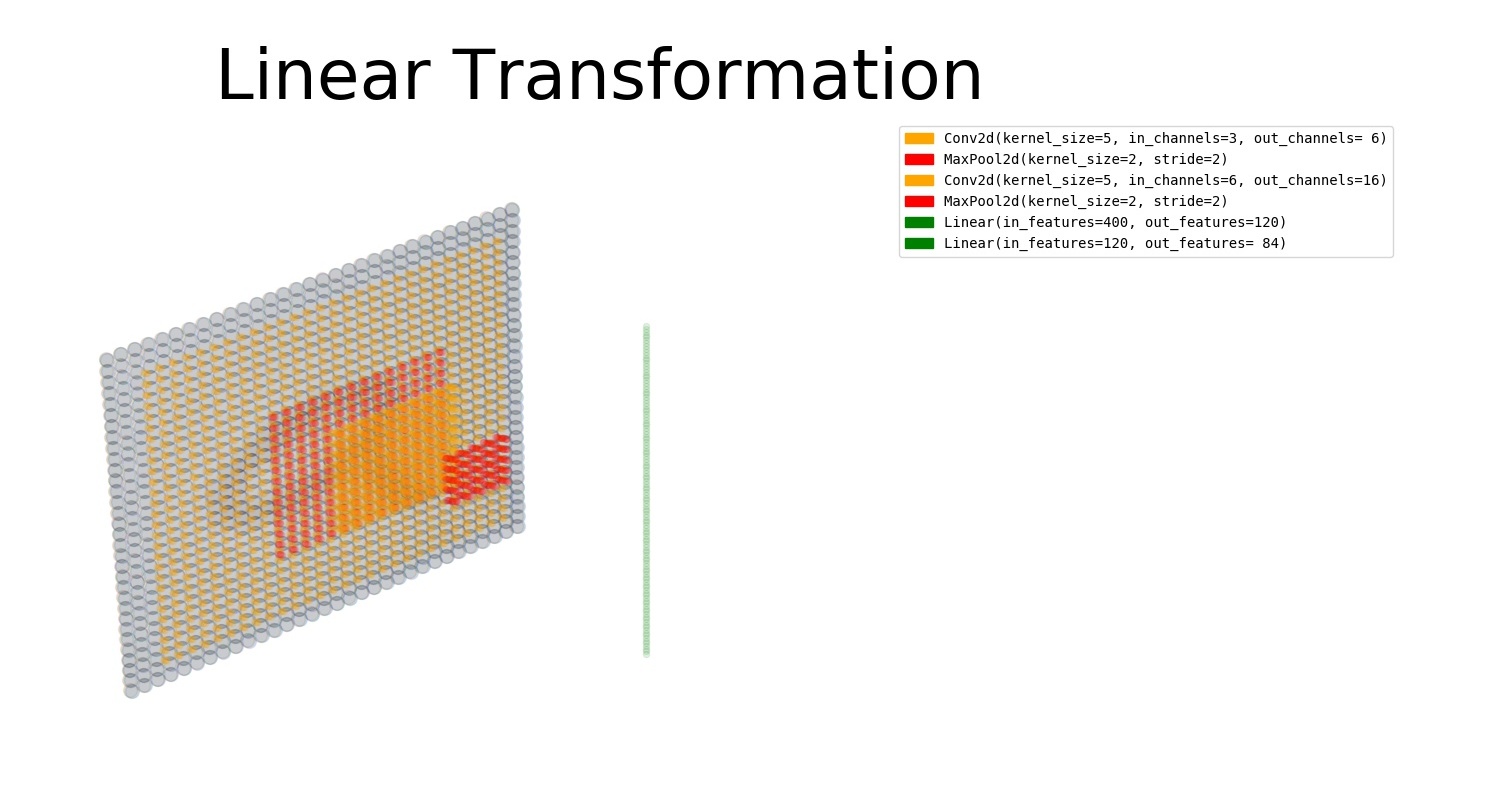 Linear Transformation
Conv2d(kernel_size=5, in_channels=3, out_channels= 6)
MaxPool2d(kernel_size=2, stride=2)
Conv2d(kernel_size=5, in_channels=6, out_channels=16)
MaxPool2d(kernel_size=2, stride=2)
Linear(in_features=400, out_features=120)
Linear(in_features=120, out_features= 84)